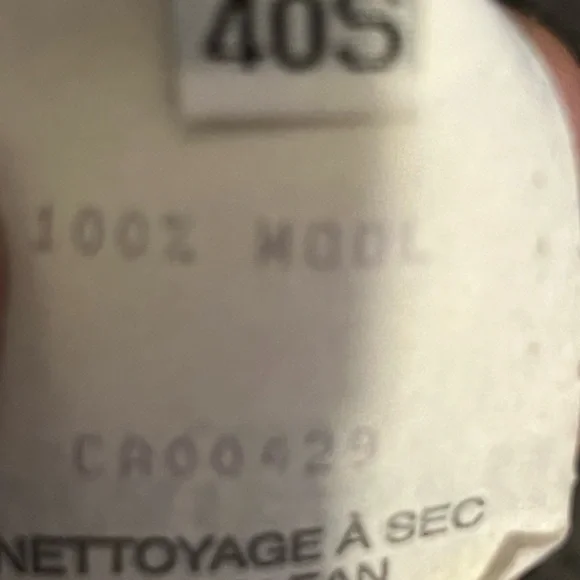 40S
100% WOOL
CA00429
NETTOYAGE À SEC